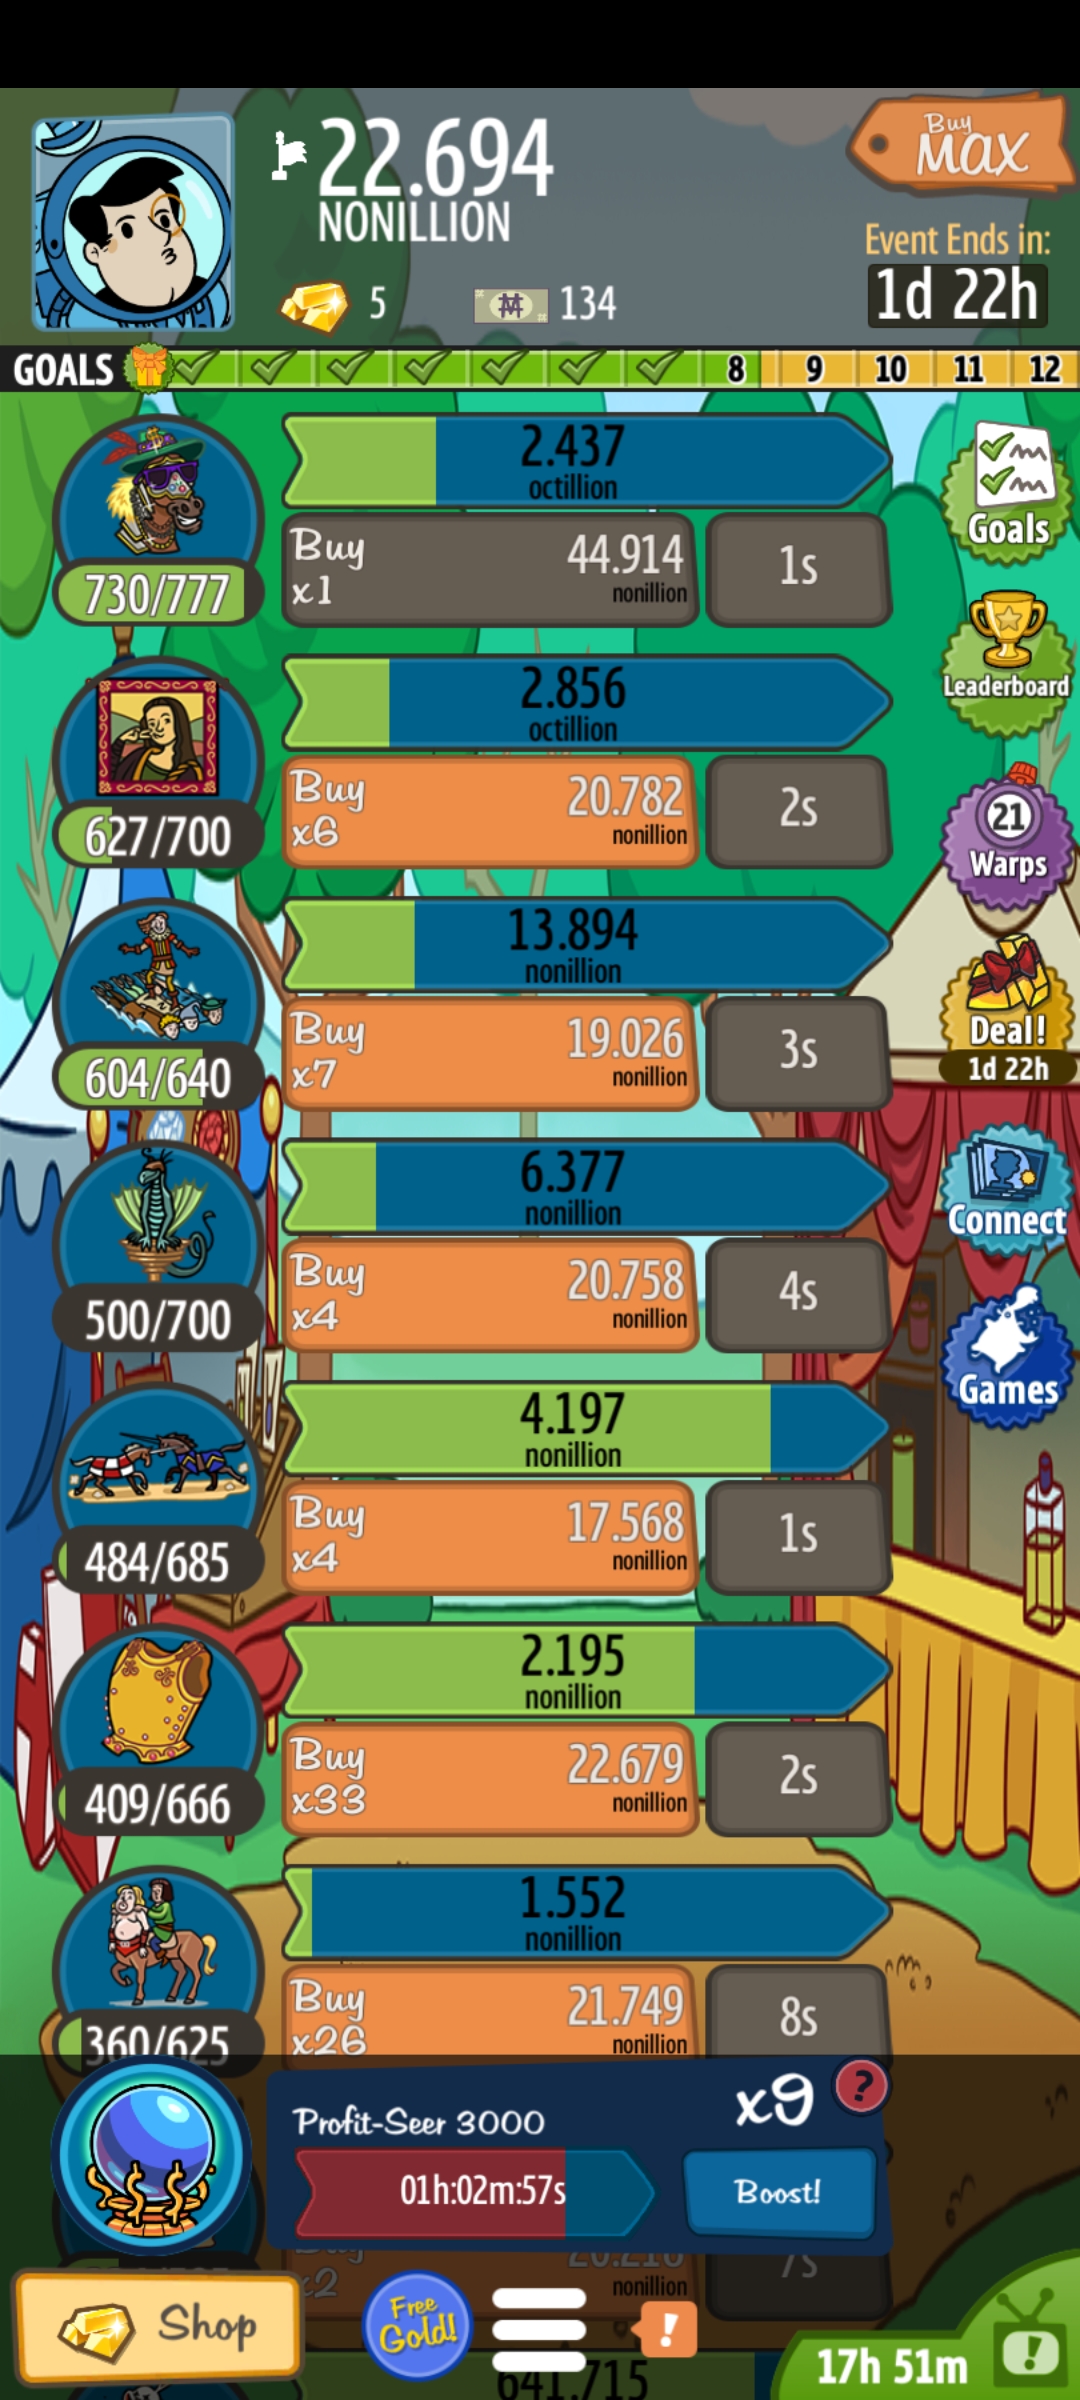 22.694
NONILLION
Buy
MAX
Event Ends in:
1d 22h
5
134
GOALS
8
9
10
11
12
2.437
octillion
Buy
x1
44.914
nonillion
1s
730/777
Goals
Leaderboard
2.856
octillion
Buy
x6
20.782
nonillion
2s
627/700
21
Warps
13.894
nonillion
Buy
x7
19.026
nonillion
3s
604/640
Deal!
1d 22h
6.377
nonillion
Buy
x4
20.758
nonillion
4s
500/700
Connect
Games
4.197
nonillion
Buy
x4
17.568
nonillion
1s
484/685
2.195
nonillion
Buy
x33
22.679
nonillion
2s
409/666
1.552
nonillion
Buy
x26
21.749
nonillion
8s
360/625
Profit-Seer 3000
x9
?
01h:02m:57s
Boost!
Buy
x2
20.216
nonillion
7s
Shop
Free
Gold!
!
641.715
17h 51m
!